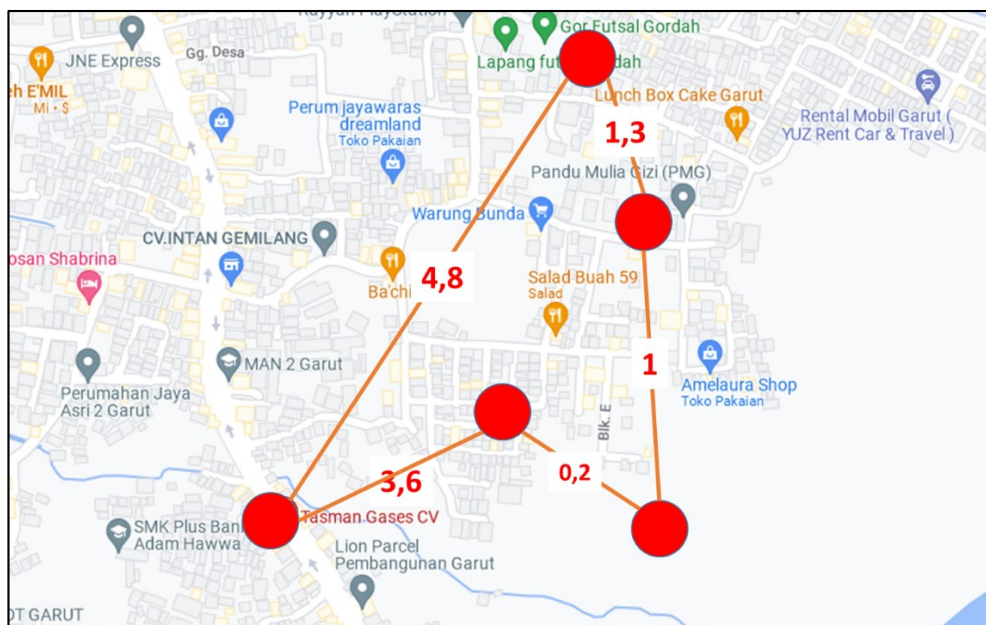 Gor Futsal Gordah
JNE Express
Gg. Desa
Lapang
Lunch Box Cake Garut
Mi • $
Perum jayawaras
dreamland
Toko Pakaian
1,3
Rental Mobil Garut (
YUZ Rent Car & Travel )
Pandu Mulia Gizi (PMG)
Warung Bunda
CV.INTAN GEMILANG
osan Shabrina
4,8
Salad Buah 59
Salad
Ba'chi
MAN 2 Garut
1
Amelaura Shop
Toko Pakaian
Perumahan Jaya
Asri 2 Garut
Blk. E
3,6
0,2
Tasman Gases CV
SMK Plus
Adam Hawwa
Lion Parcel
Pembangunan Garut
OT GARUT